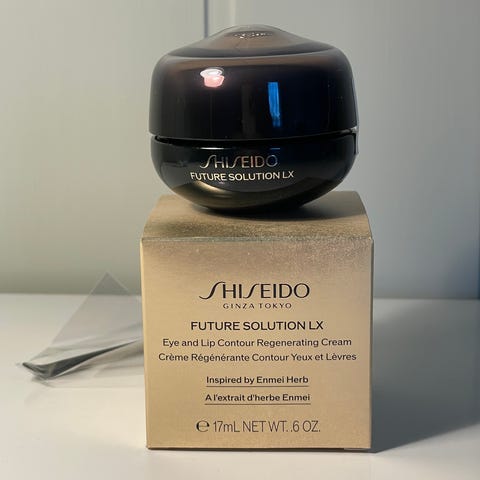 SHISEIDO
FUTURE SOLUTION LX
SHISEIDO
GINZA TOKYO
FUTURE SOLUTION LX
Eye and Lip Contour Regenerating Cream
Crème Régénérante Contour Yeux et Lèvres
Inspired by Enmei Herb
A l'extrait d'herbe Enmei
℮ 17mL NET WT. .6 OZ.